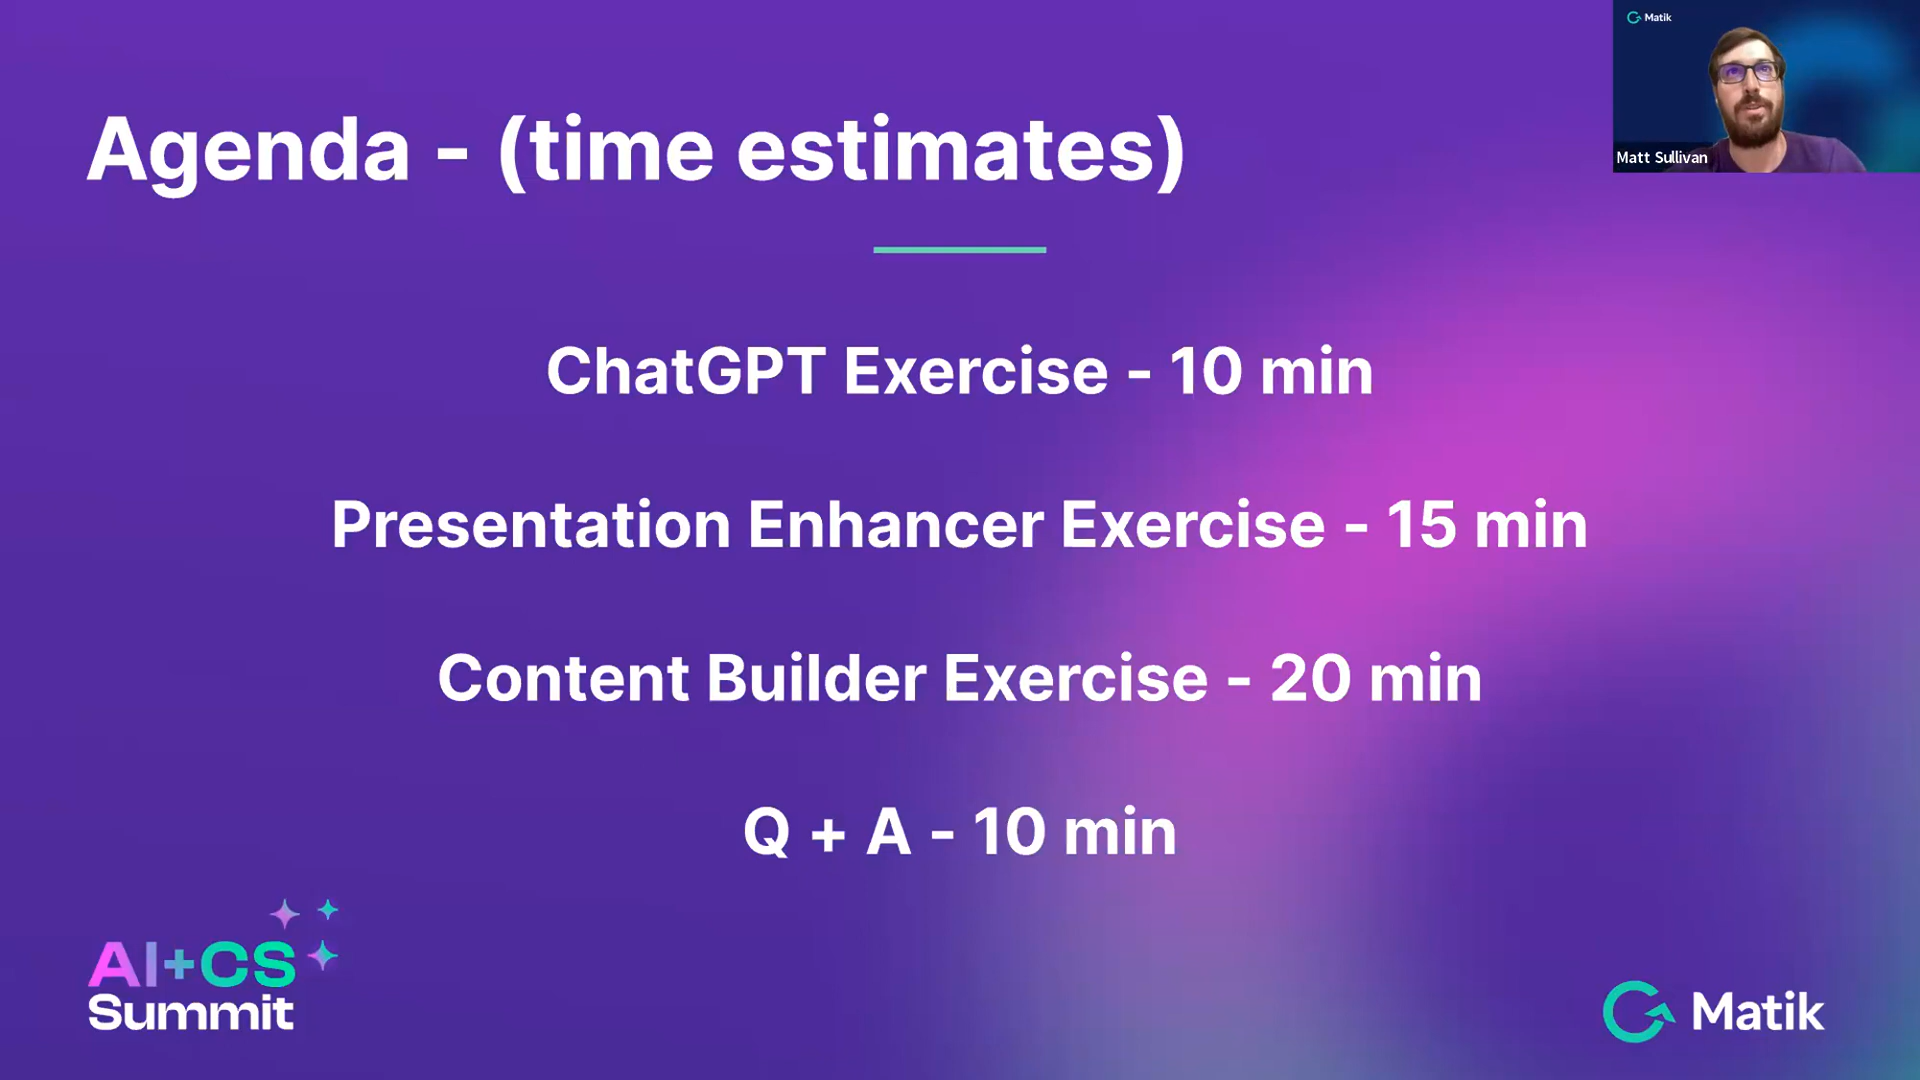 Matik
Matt Sullivan
Agenda - (time estimates)
ChatGPT Exercise - 10 min
Presentation Enhancer Exercise - 15 min
Content Builder Exercise - 20 min
Q + A - 10 min
AI+CS
Summit
Matik